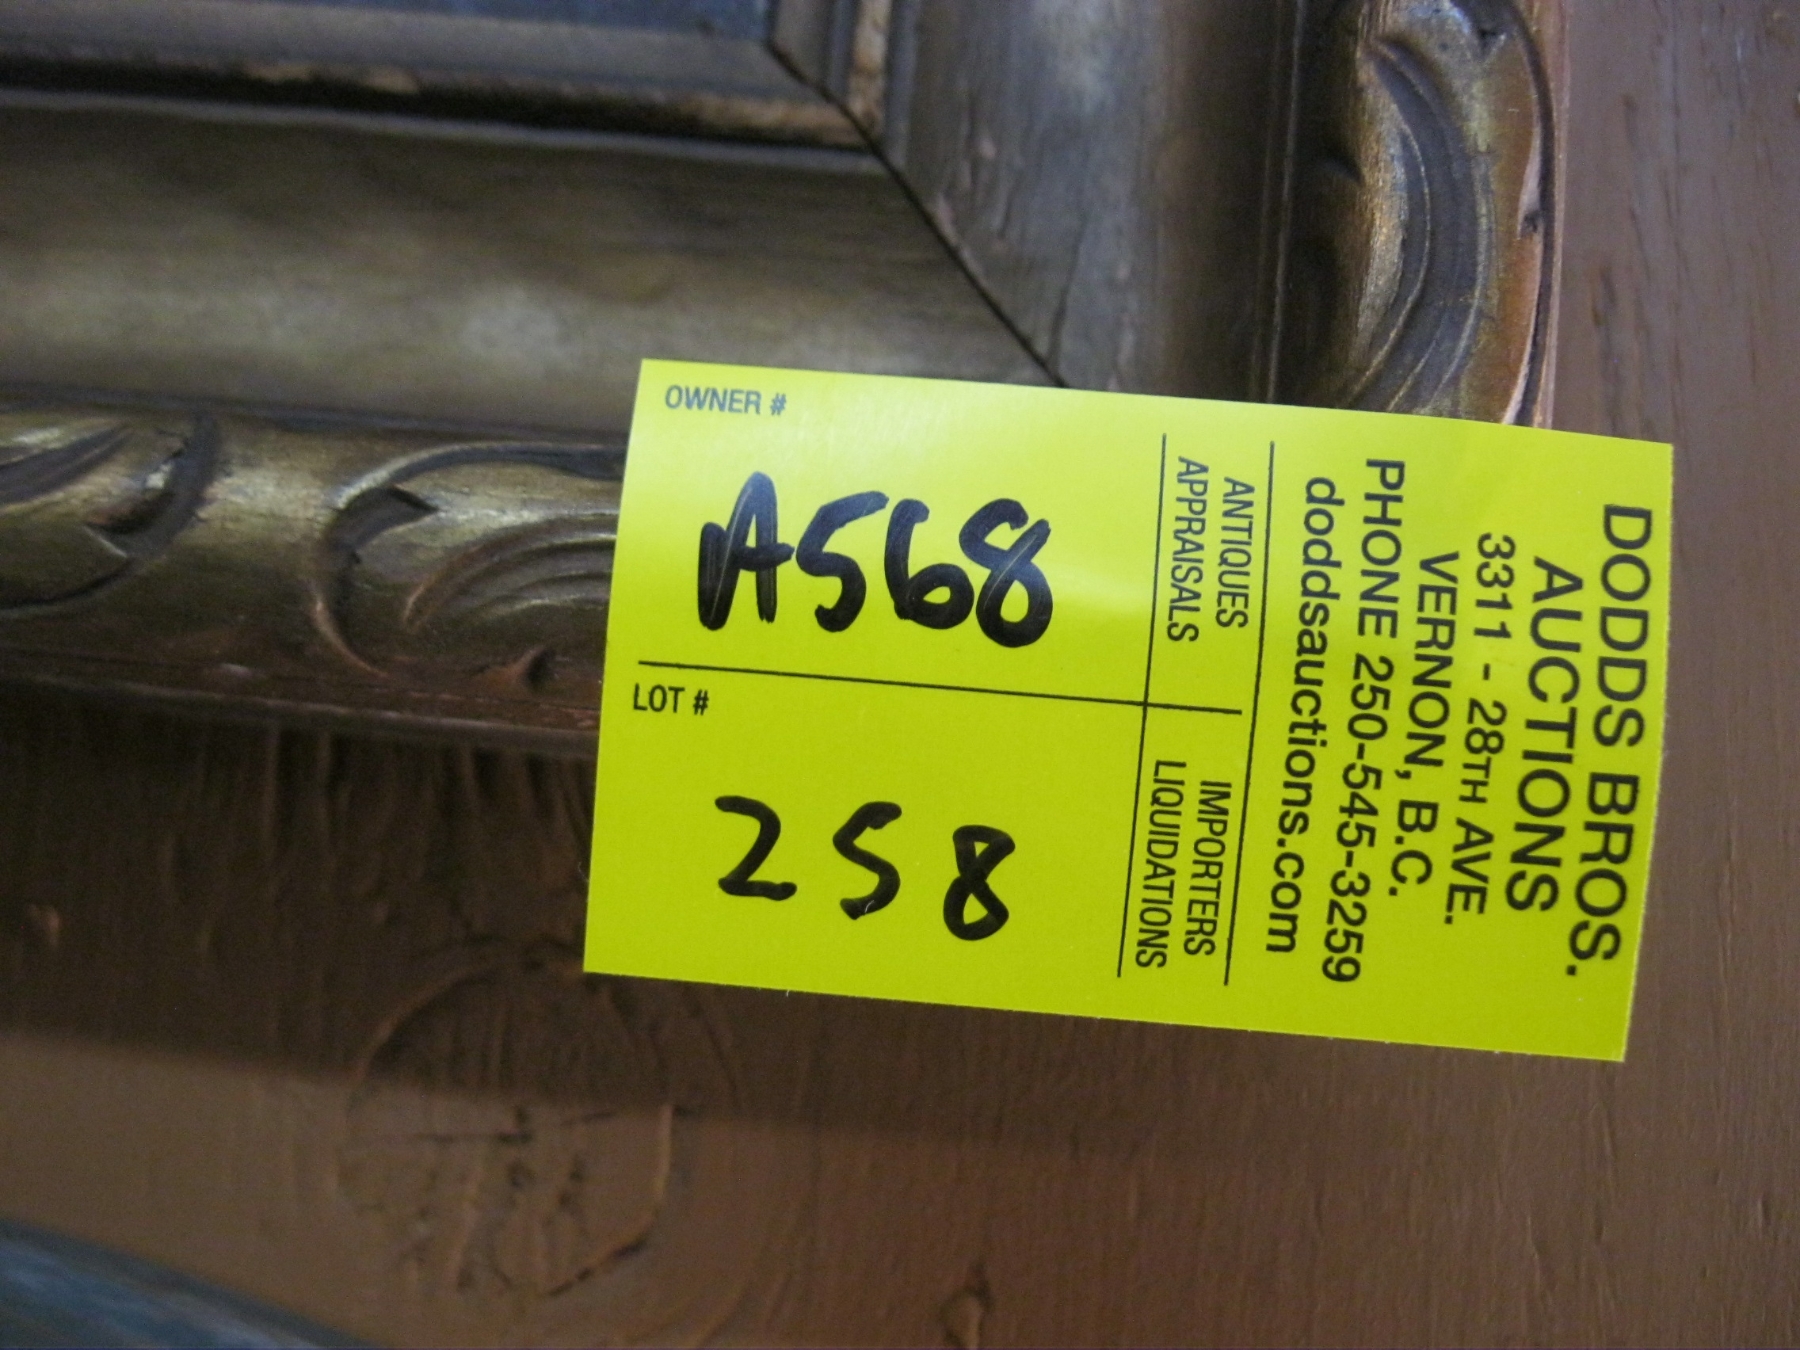 OWNER #
A568
LOT #
258
ANTIQUES
APPRAISALS
IMPORTERS
LIQUIDATIONS
DODDS BROS.
AUCTIONS
3311 - 28TH AVE.
VERNON, B.C.
PHONE 250-545-3259
doddsauctions.com